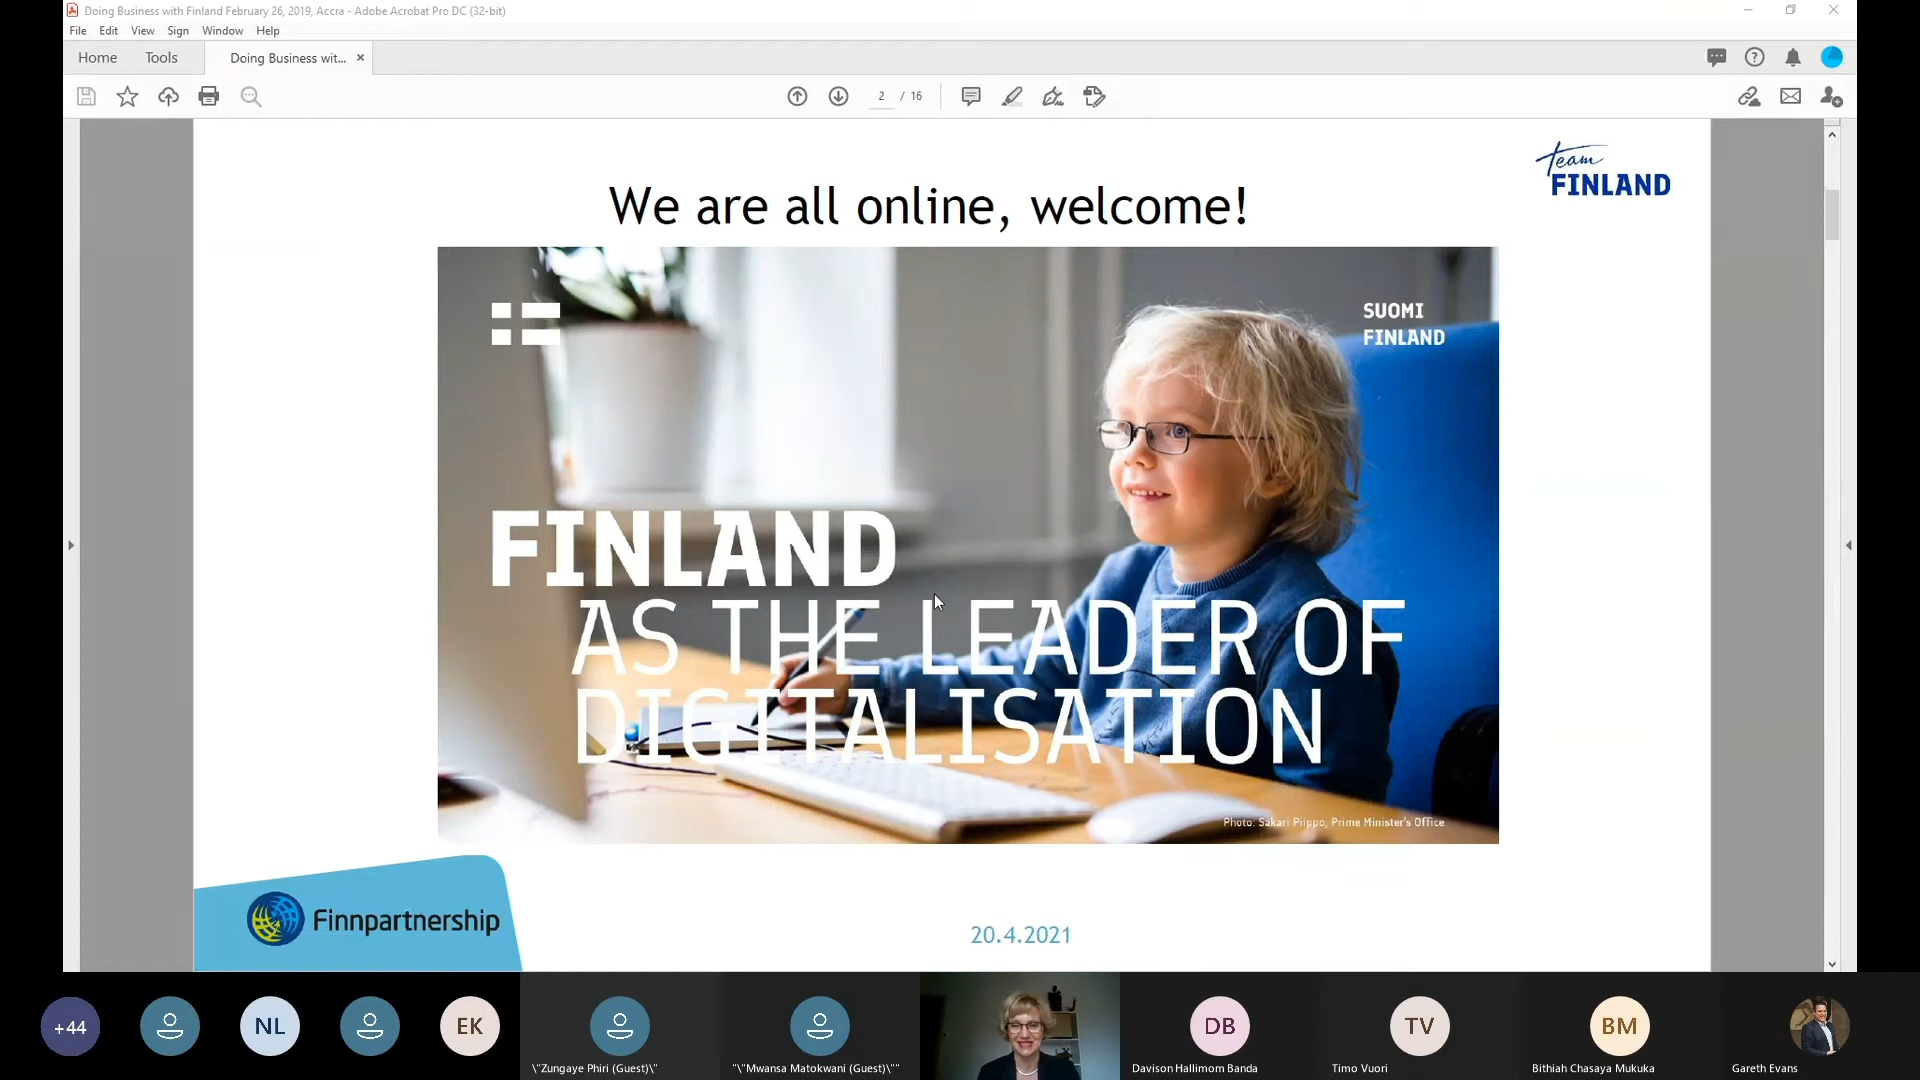 Doing Business with Finland February 26, 2019, Accra - Adobe Acrobat Pro DC (32-bit)
File Edit View Sign Window Help
Home Tools Doing Business wit... ×
2 / 16
team
FINLAND
We are all online, welcome!
SUOMI
FINLAND
FINLAND
AS THE LEADER OF
DIGITALISATION
Photo: Sakari Piippo, Prime Minister's Office
Finnpartnership
20.4.2021
+44 NL EK DB TV BM
\"Zungaye Phiri (Guest)\" "\"Mwansa Matokwani (Guest)\"" Davison Hallimom Banda Timo Vuori Bithiah Chasaya Mukuka Gareth Evans